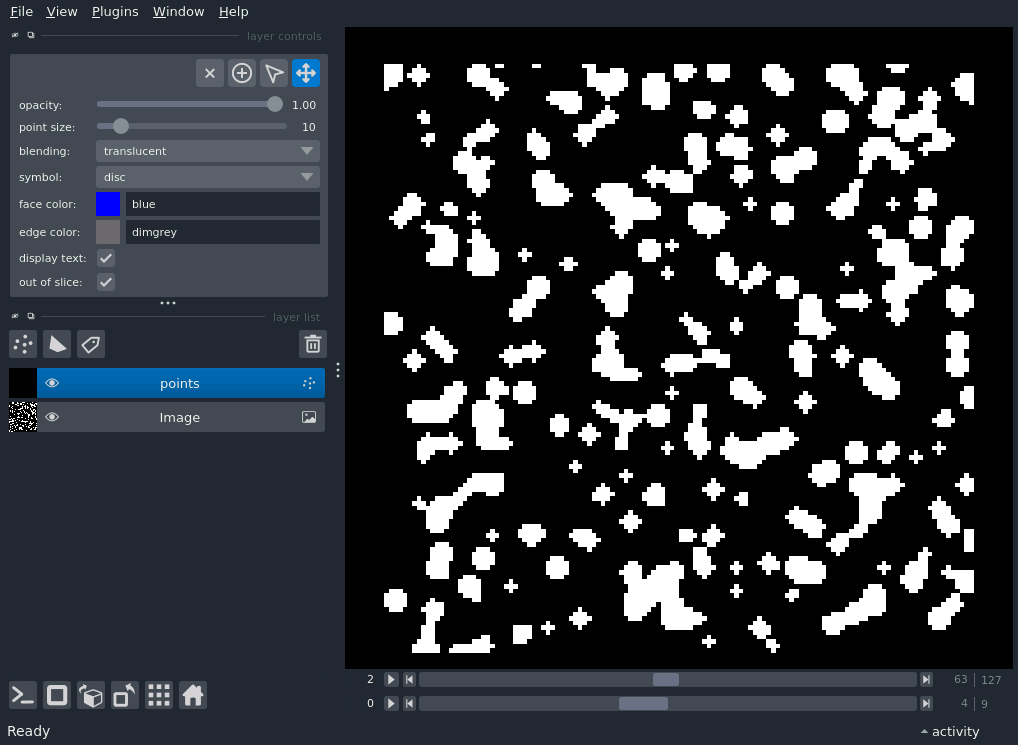 File View Plugins Window Help
layer controls
opacity: 1.00
point size: 10
blending: translucent
symbol: disc
face color: blue
edge color: dimgrey
display text:
out of slice:
layer list
points
Image
2 63 127
0 4 9
Ready activity